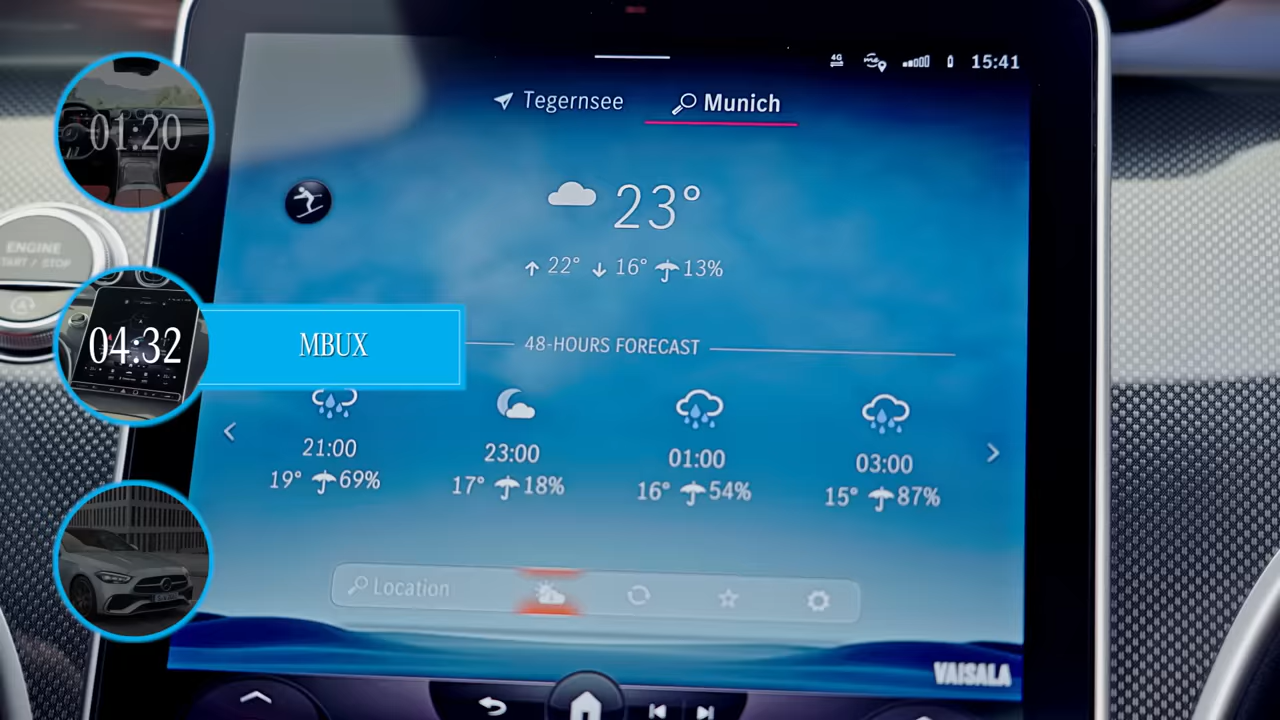 4G
15:41
Tegernsee
Munich
01.20
23°
22° 16° 13%
ENGINE
START / STOP
04:32
MBUX
48-HOURS FORECAST
21:00 23:00 01:00 03:00
19° 69% 17° 18% 16° 54% 15° 87%
Location
VAISALA